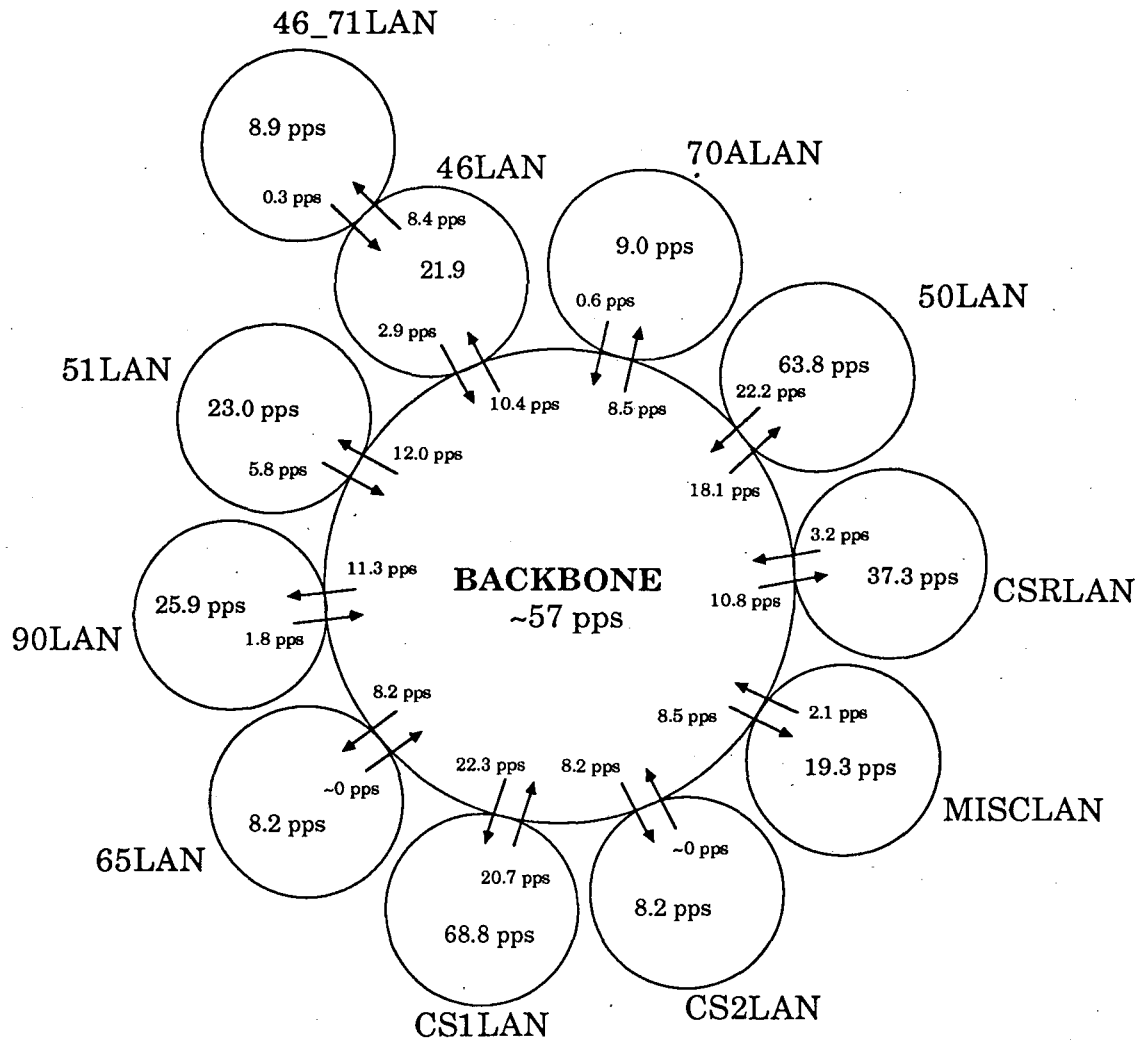 46_71LAN
8.9 pps
0.3 pps
8.4 pps
46LAN
21.9
2.9 pps
10.4 pps
70ALAN
9.0 pps
0.6 pps
8.5 pps
50LAN
63.8 pps
22.2 pps
18.1 pps
51LAN
23.0 pps
12.0 pps
5.8 pps
CSRLAN
3.2 pps
37.3 pps
10.8 pps
BACKBONE
~57 pps
90LAN
11.3 pps
25.9 pps
1.8 pps
MISCLAN
8.5 pps
2.1 pps
19.3 pps
65LAN
8.2 pps
~0 pps
8.2 pps
CS1LAN
22.3 pps
20.7 pps
68.8 pps
CS2LAN
8.2 pps
~0 pps
8.2 pps